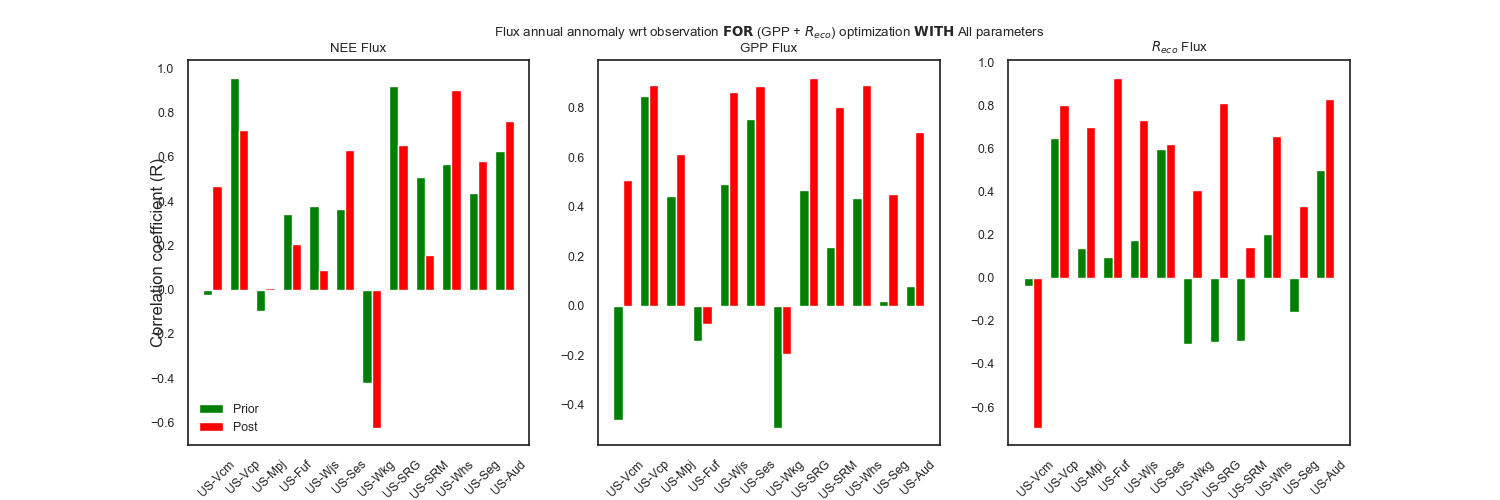 Flux annual annomaly wrt observation FOR (GPP + R_eco) optimization WITH All parameters
NEE Flux
GPP Flux
R_eco Flux
Correlation coefficient (R)
1.0
0.8
0.6
0.4
0.2
0.0
−0.2
−0.4
−0.6
Prior
Post
US-Vcm
US-Vcp
US-Mpj
US-Fuf
US-Wjs
US-Ses
US-Wkg
US-SRG
US-SRM
US-Whs
US-Seg
US-Aud
0.8
0.6
0.4
0.2
0.0
−0.2
−0.4
US-Vcm
US-Vcp
US-Mpj
US-Fuf
US-Wjs
US-Ses
US-Wkg
US-SRG
US-SRM
US-Whs
US-Seg
US-Aud
1.0
0.8
0.6
0.4
0.2
0.0
−0.2
−0.4
−0.6
US-Vcm
US-Vcp
US-Mpj
US-Fuf
US-Wjs
US-Ses
US-Wkg
US-SRG
US-SRM
US-Whs
US-Seg
US-Aud